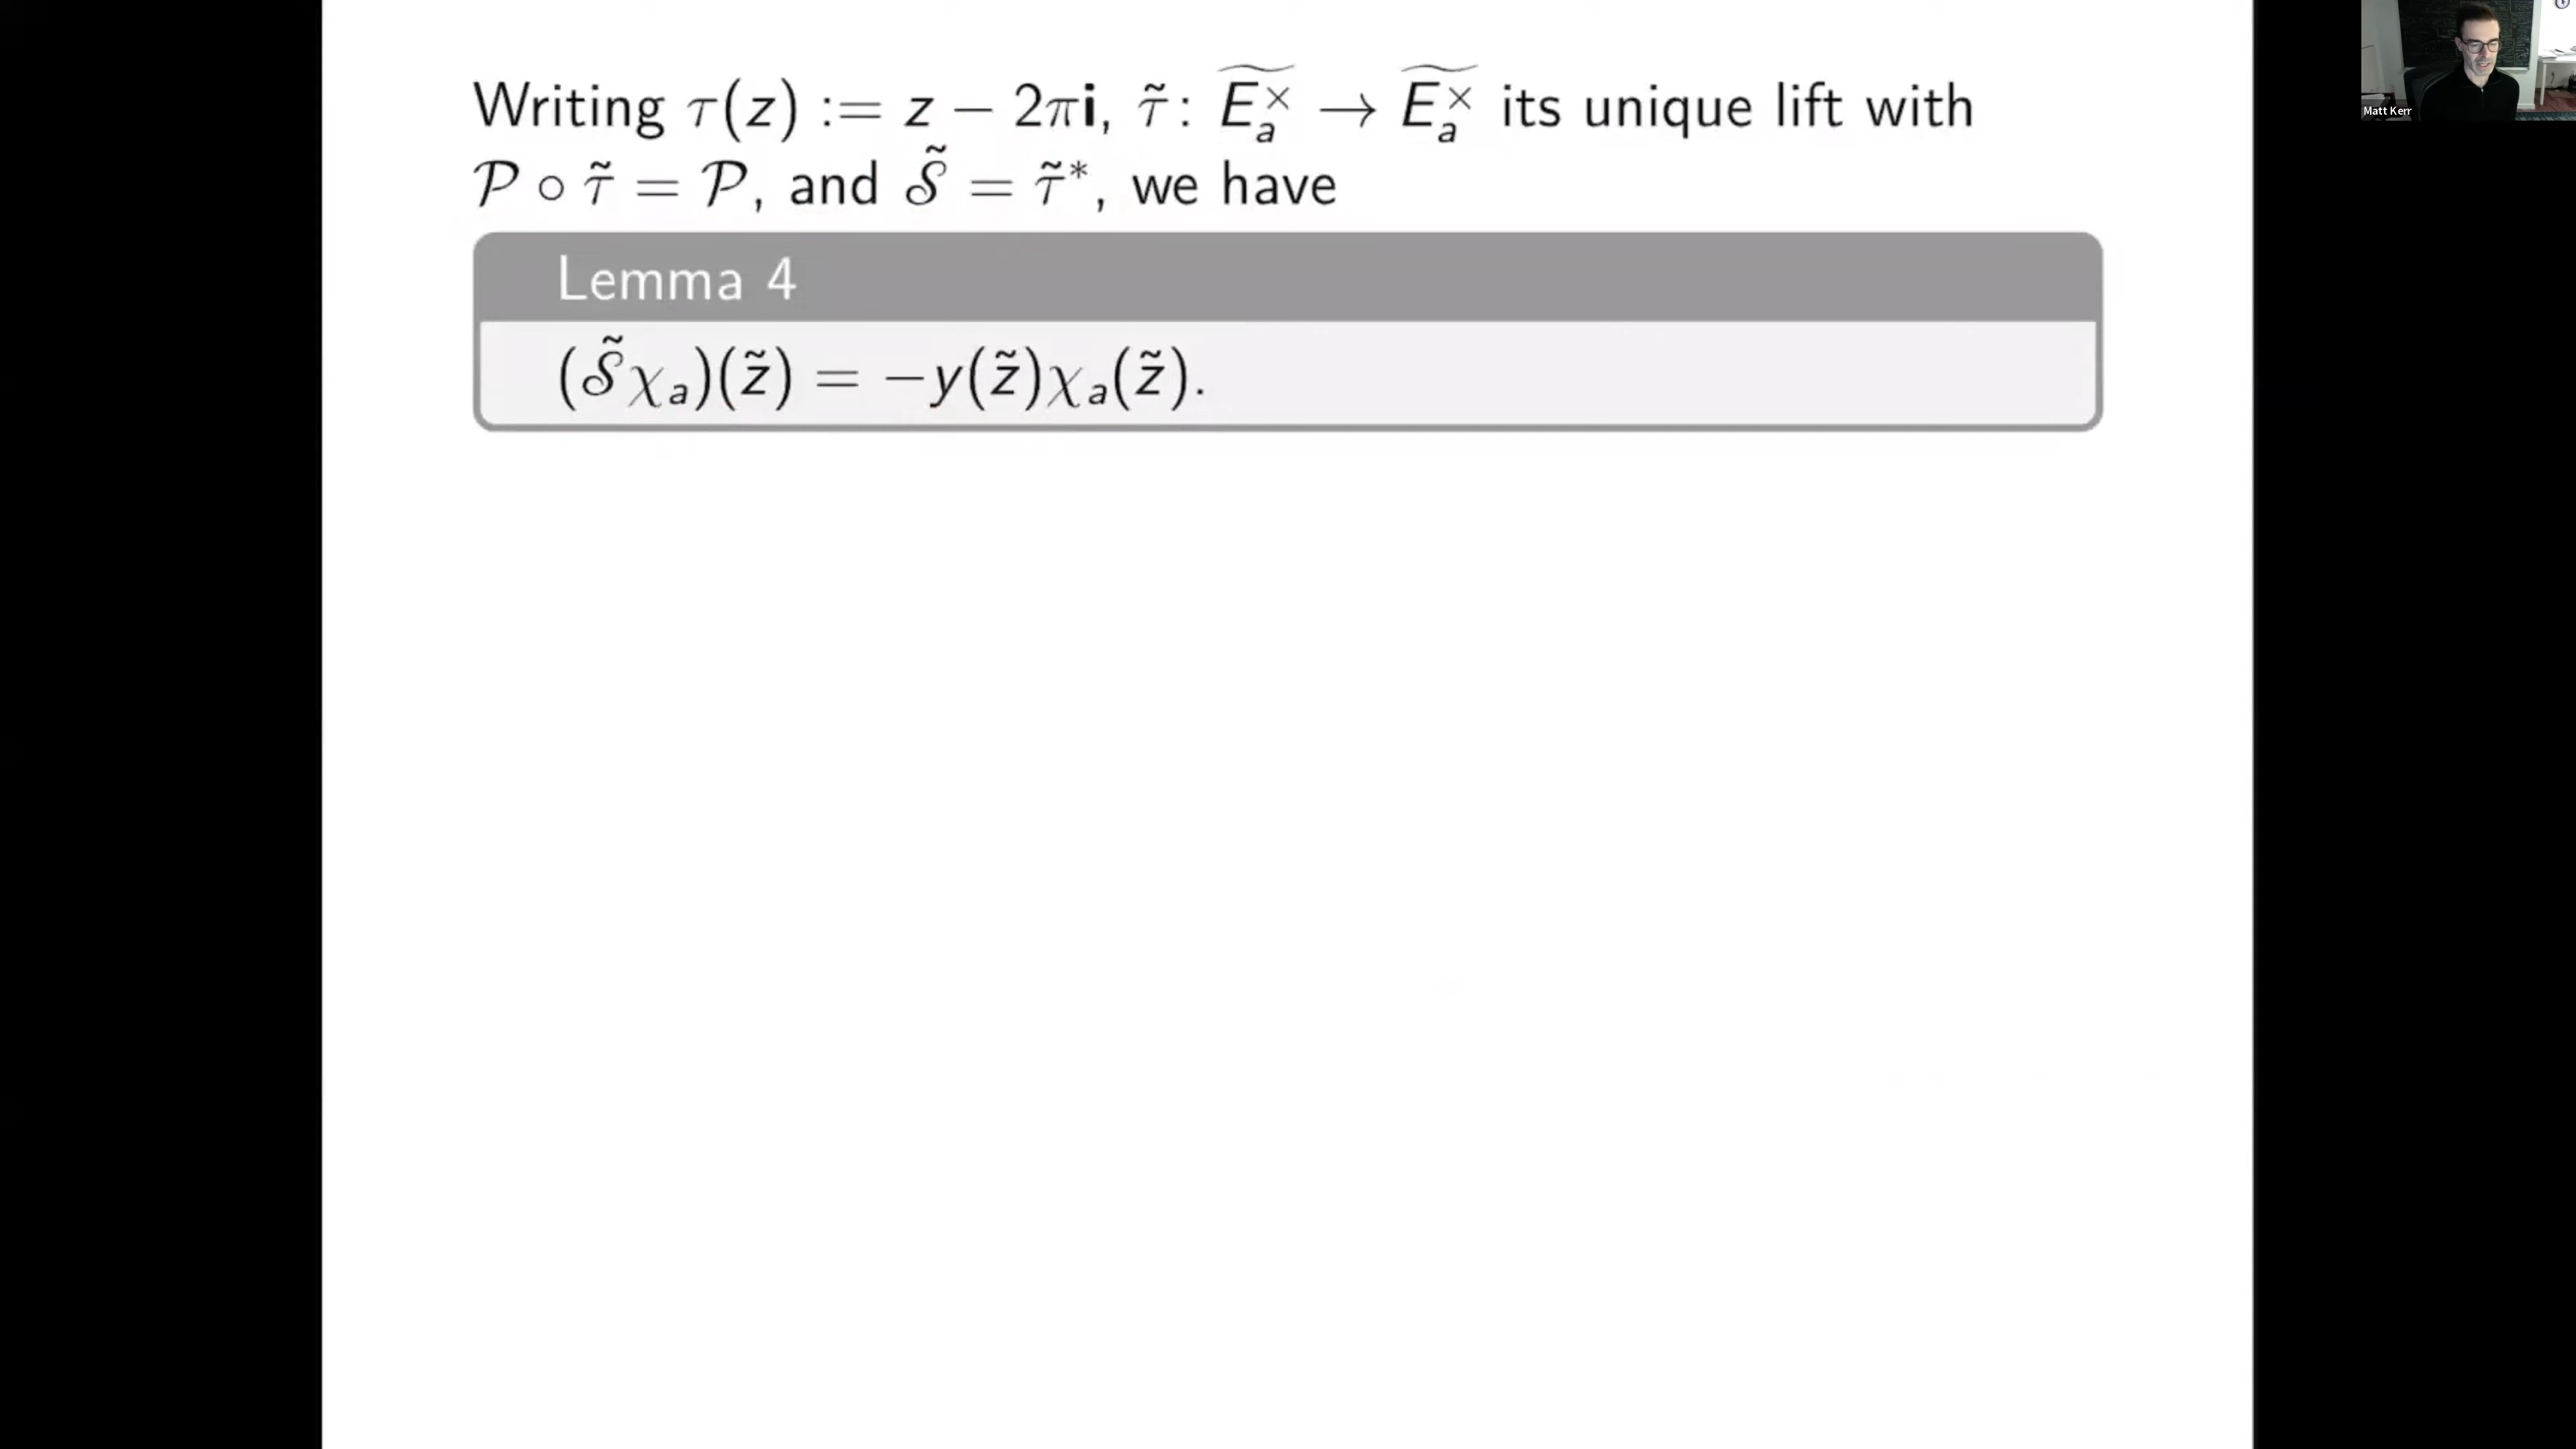 Writing τ(z) := z − 2πi, τ̃ : \widetilde{E_a^×} → \widetilde{E_a^×} its unique lift with
𝒫 ∘ τ̃ = 𝒫, and 𝒮̃ = τ̃*, we have
Lemma 4
(𝒮̃χ_a)(z̃) = −y(z̃)χ_a(z̃).
Matt Kerr